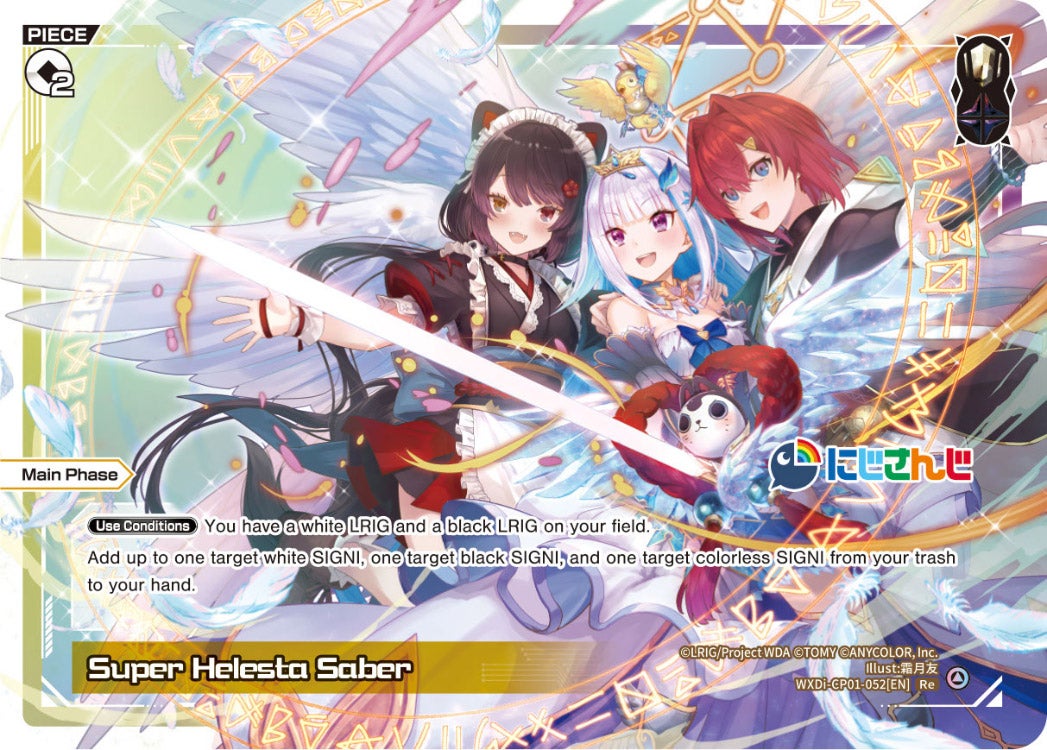 PIECE
2
Main Phase
にじさんじ
Use Conditions You have a white LRIG and a black LRIG on your field.
Add up to one target white SIGNI, one target black SIGNI, and one target colorless SIGNI from your trash
to your hand.
Super Helesta Saber
©LRIG/Project WDA ©TOMY ©ANYCOLOR, Inc.
Illust:霜月友
WXDi-CP01-052[EN] Re